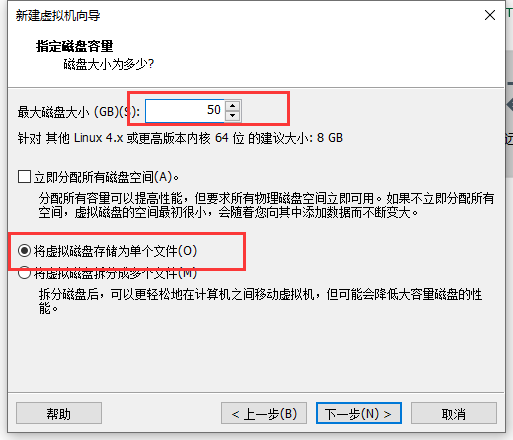 新建虚拟机向导
指定磁盘容量
磁盘大小为多少?
最大磁盘大小 (GB)(S): 50
针对 其他 Linux 4.x 或更高版本内核 64 位 的建议大小: 8 GB
立即分配所有磁盘空间(A)。
分配所有容量可以提高性能，但要求所有物理磁盘空间立即可用。如果不立即分配所有
空间，虚拟磁盘的空间最初很小，会随着您向其中添加数据而不断变大。
将虚拟磁盘存储为单个文件(O)
将虚拟磁盘拆分成多个文件(M)
拆分磁盘后，可以更轻松地在计算机之间移动虚拟机，但可能会降低大容量磁盘的性
能。
帮助 < 上一步(B) 下一步(N) > 取消